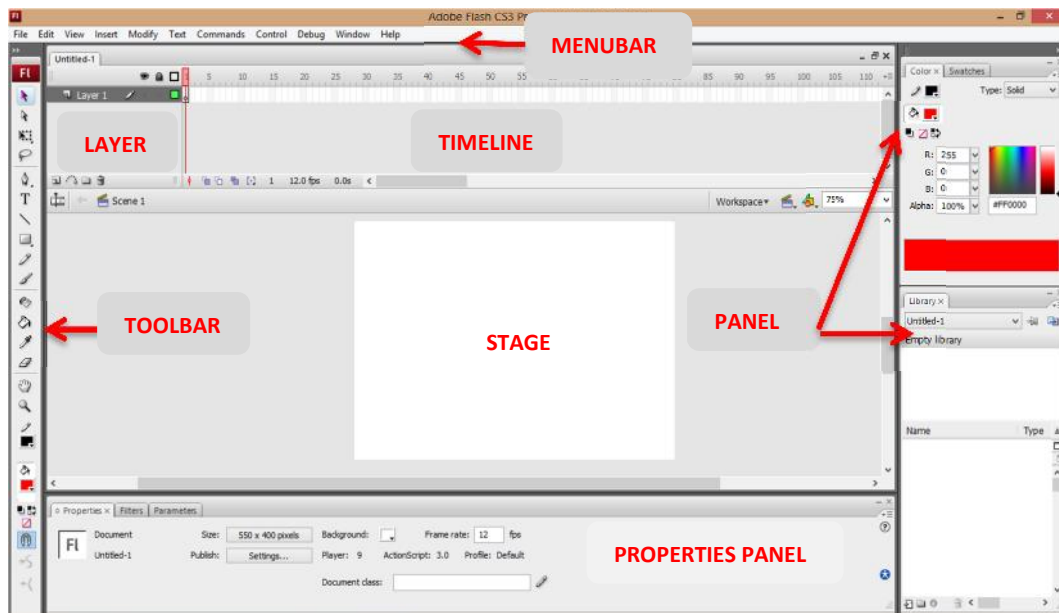 Fl
Adobe Flash CS3 Pr
File Edit View Insert Modify Text Commands Control Debug Window Help
MENUBAR
Untitled-1
Fl
5 10 15 20 25 30 35 40 45 50 55 85 90 95 100 105 110
Layer 1
LAYER
TIMELINE
1 12.0 fps 0.0s
Scene 1
Workspace
75%
Color Swatches
Type: Solid
R: 255
G: 0
B: 0
Alpha: 100%
#FF0000
TOOLBAR
STAGE
PANEL
Library
Untitled-1
Empty library
Name Type
Properties Filters Parameters
Fl
Document
Untitled-1
Size: 550 x 400 pixels
Background:
Frame rate: 12 fps
Publish: Settings...
Player: 9 ActionScript: 3.0 Profile: Default
Document class:
PROPERTIES PANEL